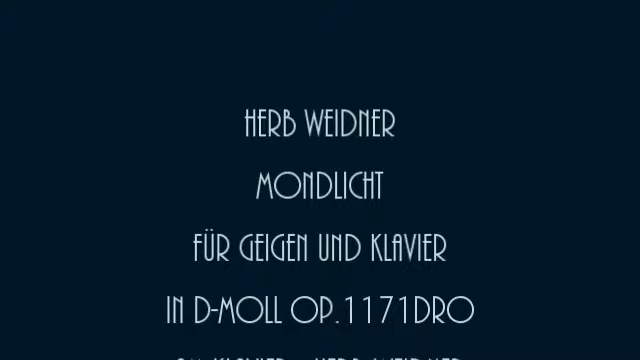 HERB WEIDNER
MONDLICHT
FÜR GEIGEN UND KLAVIER
IN D-MOLL OP.1171DRO